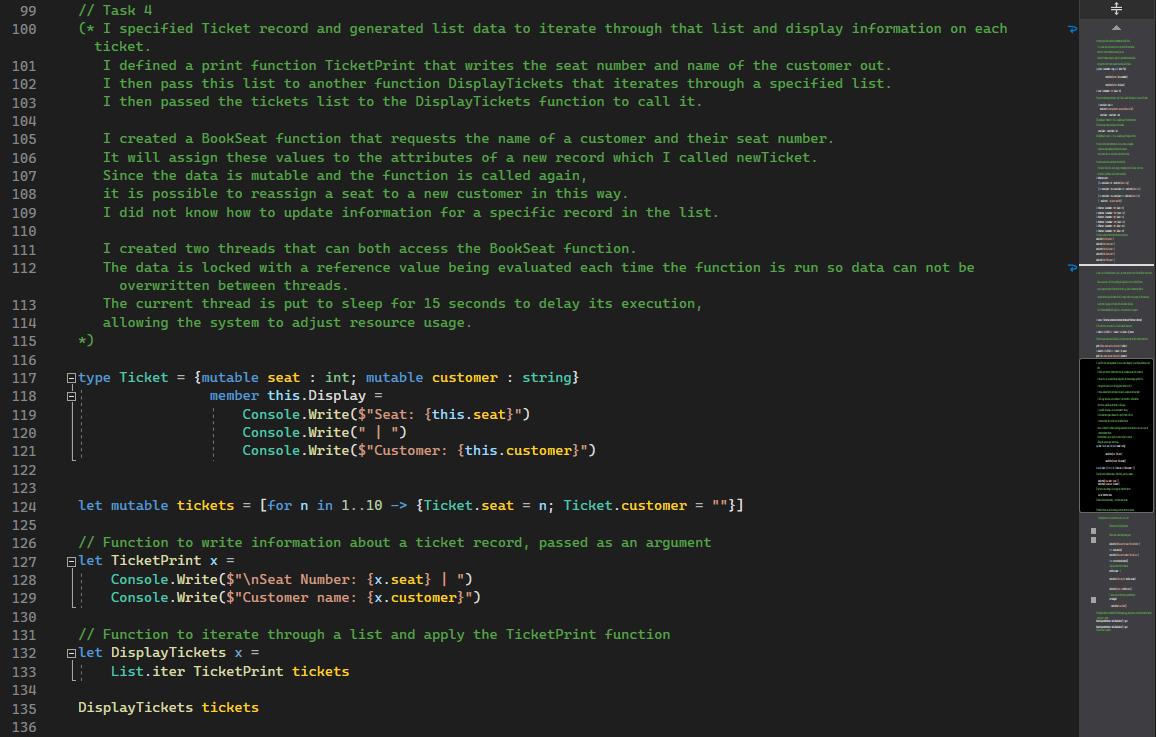 99 // Task 4
100 (* I specified Ticket record and generated list data to iterate through that list and display information on each
ticket.
101 I defined a print function TicketPrint that writes the seat number and name of the customer out.
102 I then pass this list to another function DisplayTickets that iterates through a specified list.
103 I then passed the tickets list to the DisplayTickets function to call it.
104
105 I created a BookSeat function that requests the name of a customer and their seat number.
106 It will assign these values to the attributes of a new record which I called newTicket.
107 Since the data is mutable and the function is called again,
108 it is possible to reassign a seat to a new customer in this way.
109 I did not know how to update information for a specific record in the list.
110
111 I created two threads that can both access the BookSeat function.
112 The data is locked with a reference value being evaluated each time the function is run so data can not be
overwritten between threads.
113 The current thread is put to sleep for 15 seconds to delay its execution,
114 allowing the system to adjust resource usage.
115 *)
116
117 type Ticket = {mutable seat : int; mutable customer : string}
118 member this.Display =
119 Console.Write($"Seat: {this.seat}")
120 Console.Write(" | ")
121 Console.Write($"Customer: {this.customer}")
122
123
124 let mutable tickets = [for n in 1..10 -> {Ticket.seat = n; Ticket.customer = ""}]
125
126 // Function to write information about a ticket record, passed as an argument
127 let TicketPrint x =
128 Console.Write($"\nSeat Number: {x.seat} | ")
129 Console.Write($"Customer name: {x.customer}")
130
131 // Function to iterate through a list and apply the TicketPrint function
132 let DisplayTickets x =
133 List.iter TicketPrint tickets
134
135 DisplayTickets tickets
136